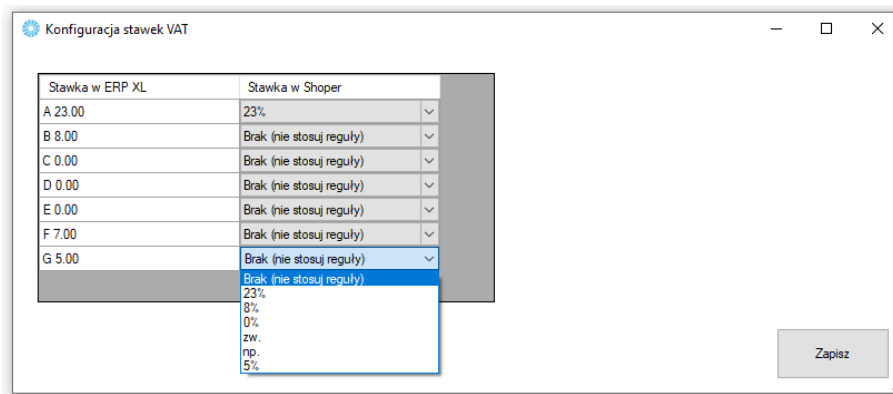 Konfiguracja stawek VAT
Stawka w ERP XL Stawka w Shoper
A 23.00 23%
B 8.00 Brak (nie stosuj reguły)
C 0.00 Brak (nie stosuj reguły)
D 0.00 Brak (nie stosuj reguły)
E 0.00 Brak (nie stosuj reguły)
F 7.00 Brak (nie stosuj reguły)
G 5.00 Brak (nie stosuj reguły)
Brak (nie stosuj reguły)
23%
8%
0%
zw.
np.
5%
Zapisz